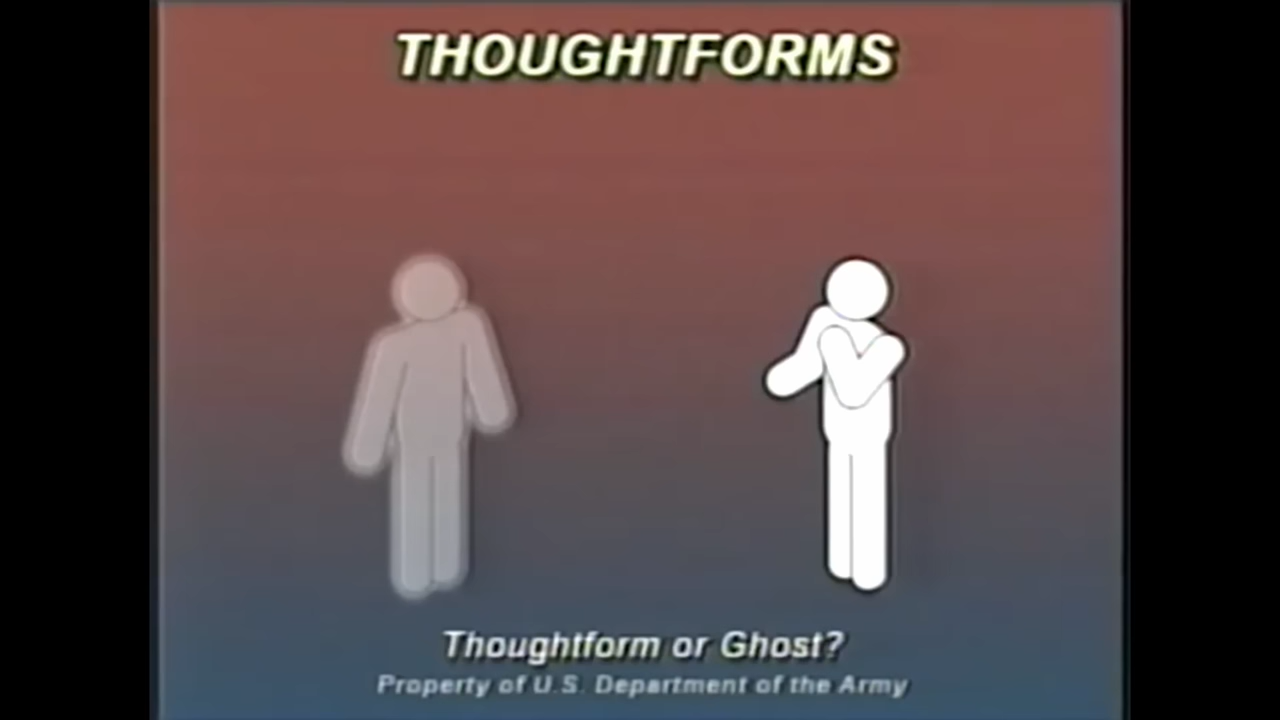 THOUGHTFORMS
Thoughtform or Ghost?
Property of U.S. Department of the Army